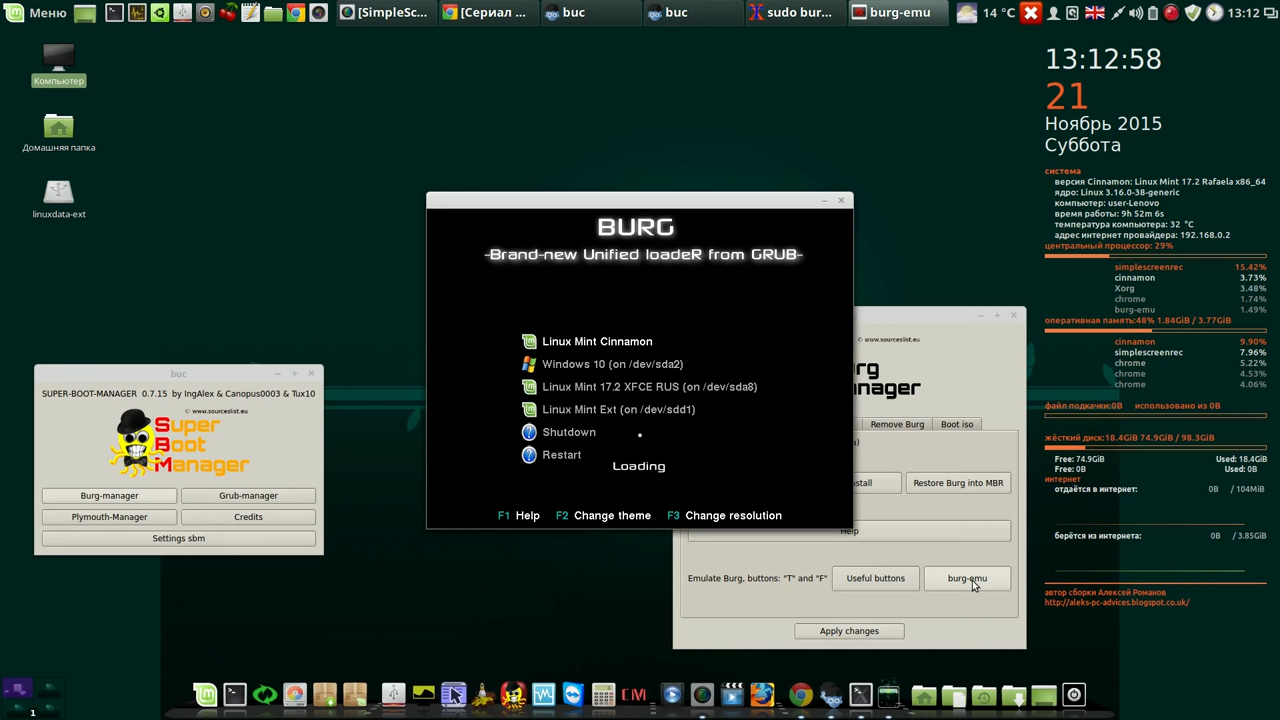 Меню
[SimpleSc...
[Сериал ...
buc
buc
sudo bur...
burg-emu
14 °C
13:12
Компьютер
Домашняя папка
linuxdata-ext
13:12:58
21
Ноябрь 2015
Суббота
система
версия Cinnamon: Linux Mint 17.2 Rafaela x86_64
ядро: Linux 3.16.0-38-generic
компьютер: user-Lenovo
время работы: 9h 52m 6s
температура компьютера: 32 °C
адрес интернет провайдера: 192.168.0.2
центральный процессор: 29%
simplescreenrec 15.42%
cinnamon 3.73%
Xorg 3.48%
chrome 1.74%
burg-emu 1.49%
оперативная память:48% 1.84GiB / 3.77GiB
cinnamon 9.90%
simplescreenrec 7.96%
chrome 5.22%
chrome 4.53%
chrome 4.06%
файл подкачки:0B использовано из 0B
жёсткий диск:18.4GiB 74.9GiB / 98.3GiB
Free: 74.9GiB Used: 18.4GiB
Free: 0B Used: 0B
интернет
отдаётся в интернет: 0B / 104MiB
берётся из интернета: 0B / 3.85GiB
автор сборки Алексей Романов
http://aleks-pc-advices.blogspot.co.uk/
BURG
-Brand-new Unified loadeR from GRUB-
Linux Mint Cinnamon
Windows 10 (on /dev/sda2)
Linux Mint 17.2 XFCE RUS (on /dev/sda8)
Linux Mint Ext (on /dev/sdd1)
Shutdown
Restart
Loading
F1 Help F2 Change theme F3 Change resolution
buc
SUPER-BOOT-MANAGER 0.7.15 by IngAlex & Canopus0003 & Tux10
© www.sourceslist.eu
Super
Boot
Manager
Burg-manager
Grub-manager
Plymouth-Manager
Credits
Settings sbm
© www.sourceslist.eu
rg
nager
Remove Burg
Boot iso
stall
Restore Burg into MBR
Help
Emulate Burg, buttons: "T" and "F"
Useful buttons
burg-emu
Apply changes
CM
1